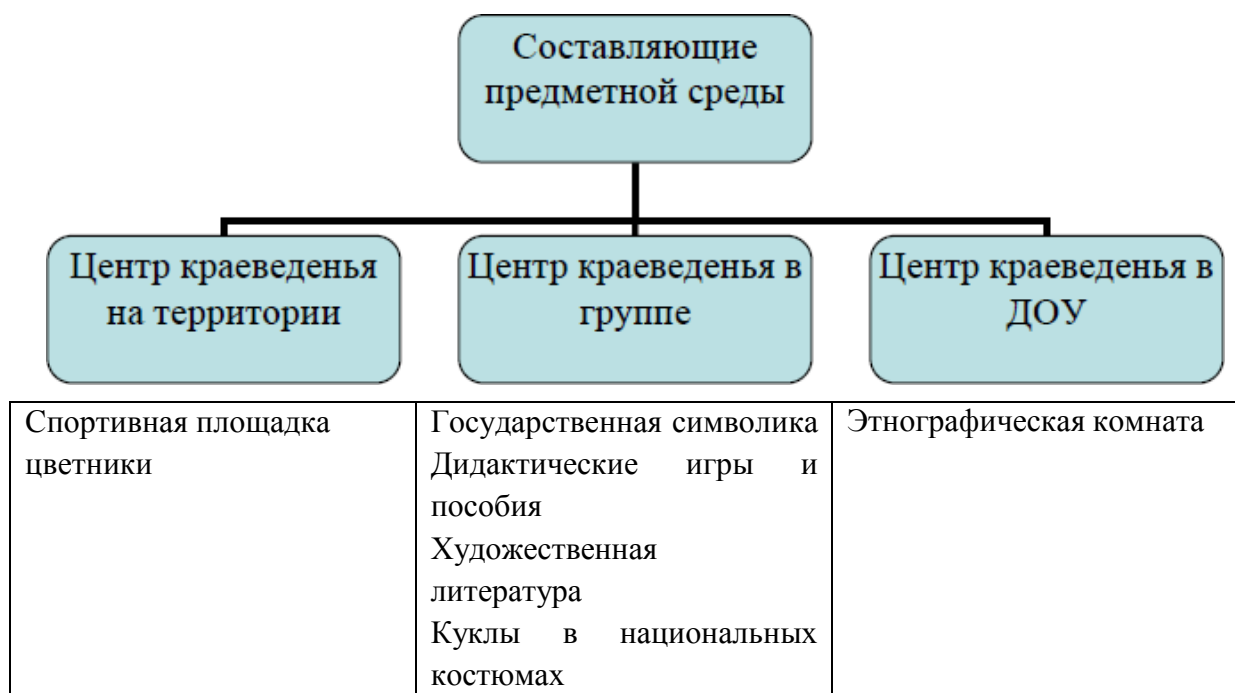 Составляющие
предметной среды
Центр краеведенья
на территории
Центр краеведенья в
группе
Центр краеведенья в
ДОУ
Спортивная площадка
цветники
Государственная символика
Дидактические игры и
пособия
Художественная
литература
Куклы в национальных
костюмах
Этнографическая комната